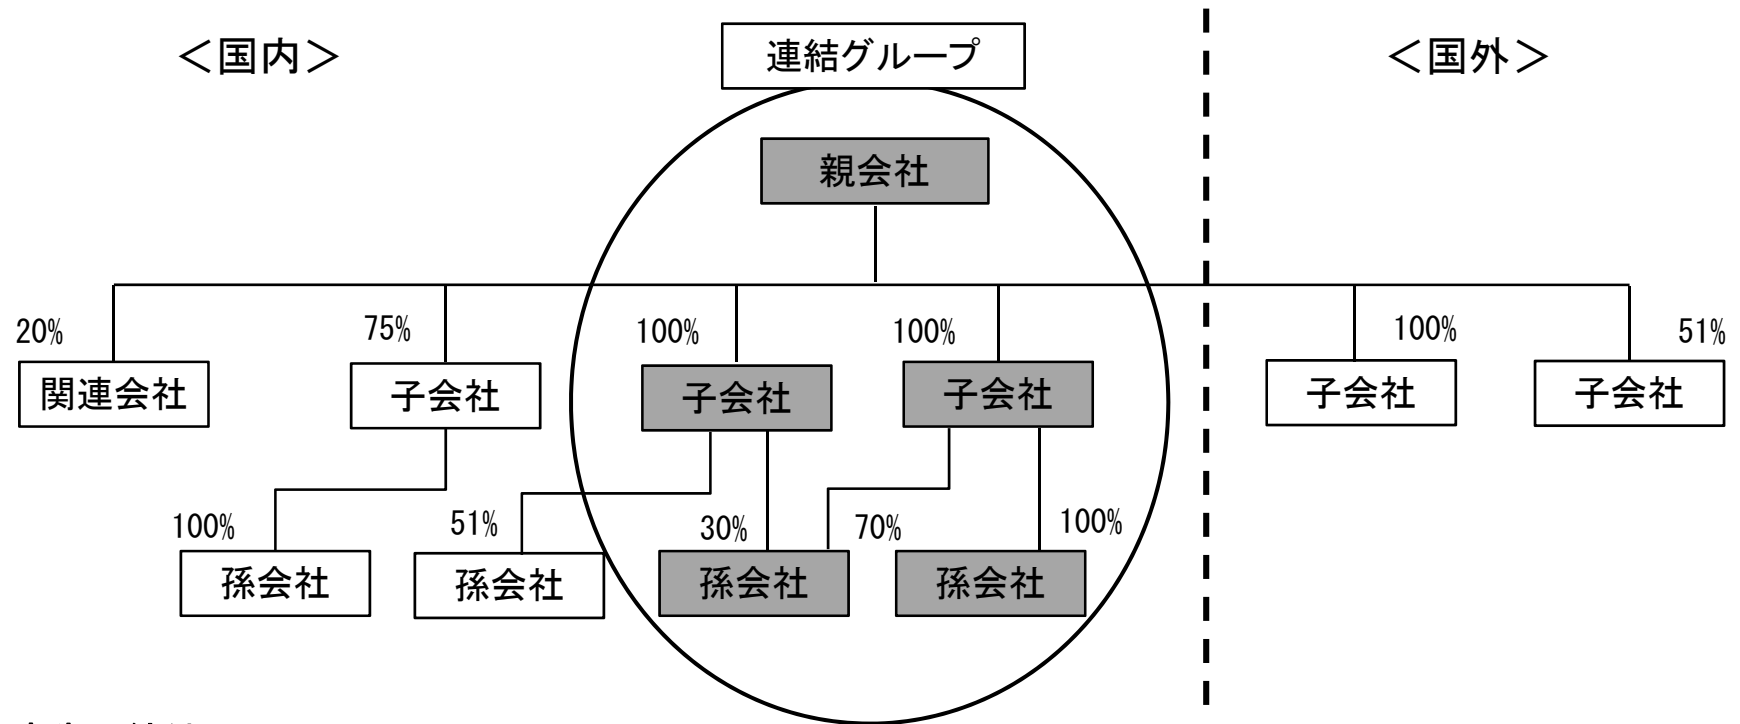 ＜国内＞
連結グループ
＜国外＞
親会社
20%
75%
100%
100%
100%
51%
関連会社
子会社
子会社
子会社
子会社
子会社
100%
51%
30%
70%
100%
孫会社
孫会社
孫会社
孫会社